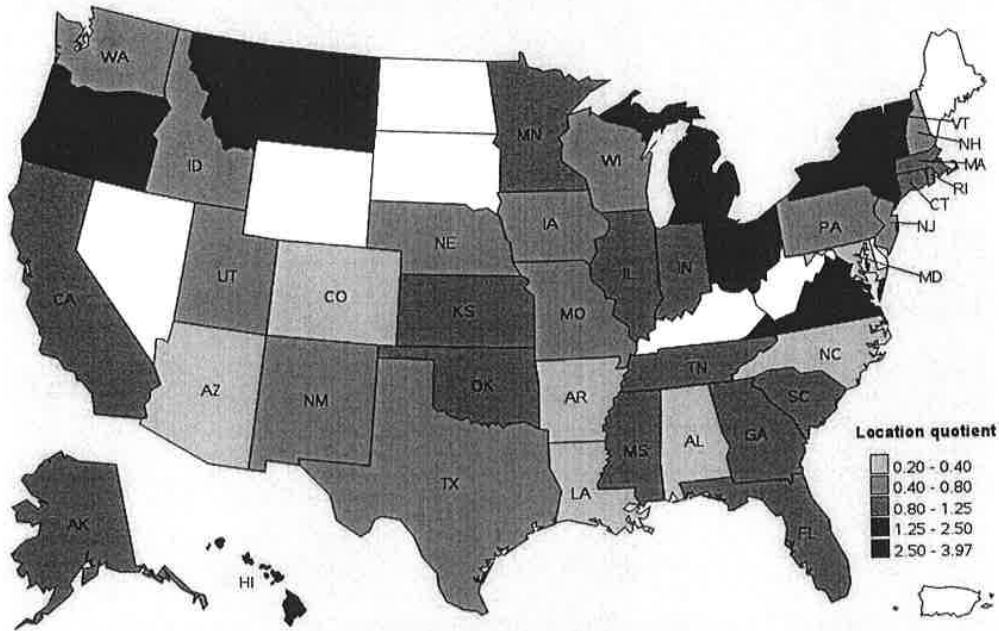 WA
VT
NH
MN
MA
ID
WI
RI
CT
NJ
IA
PA
NE
MD
IL
IN
UT
CO
CA
KS
MO
NC
TN
OK
AZ
NM
AR
SC
MS
AL
GA
Location quotient
0.20 - 0.40
TX
LA
0.40 - 0.80
AK
FL
0.80 - 1.25
1.25 - 2.50
2.50 - 3.97
HI